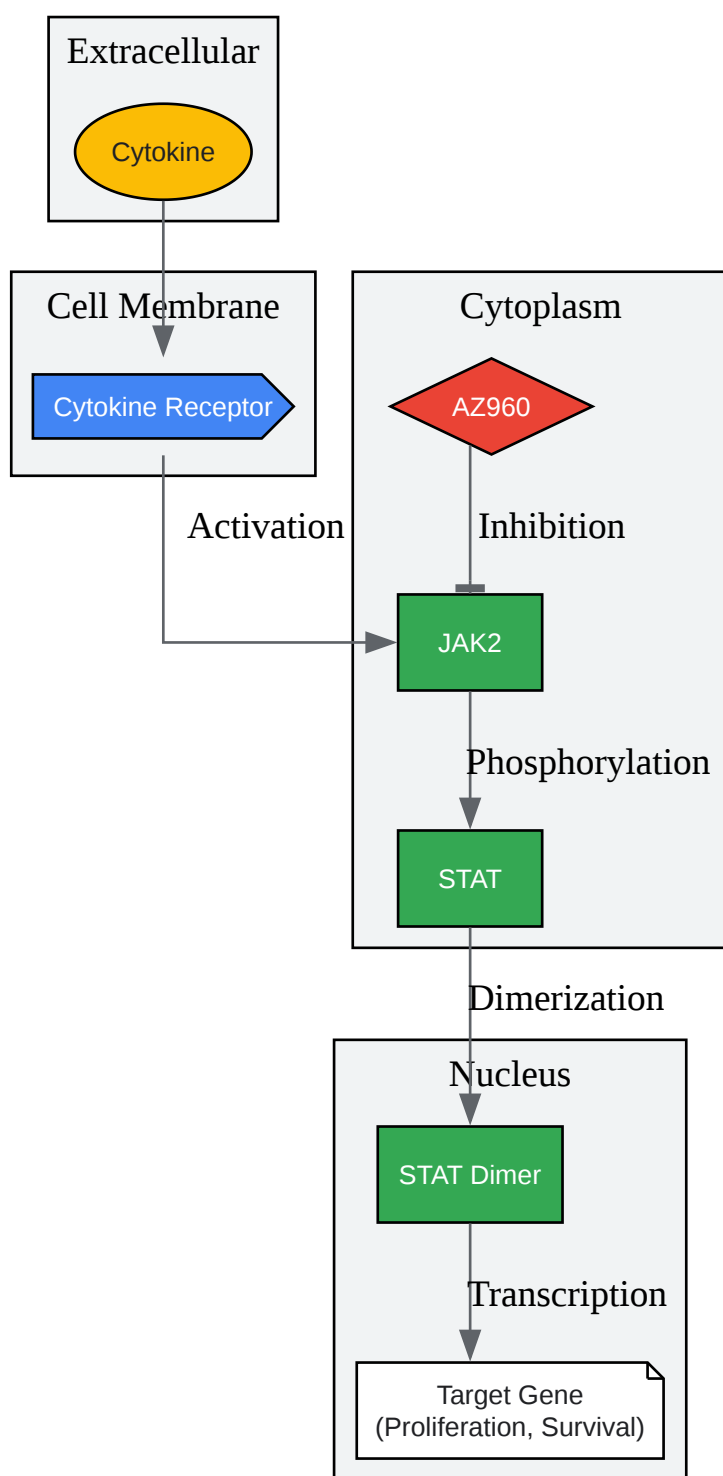 Extracellular
Cytokine
Cell Membrane
Cytoplasm
Cytokine Receptor
AZ960
Activation
Inhibition
JAK2
Phosphorylation
STAT
Dimerization
Nucleus
STAT Dimer
Transcription
Target Gene
(Proliferation, Survival)